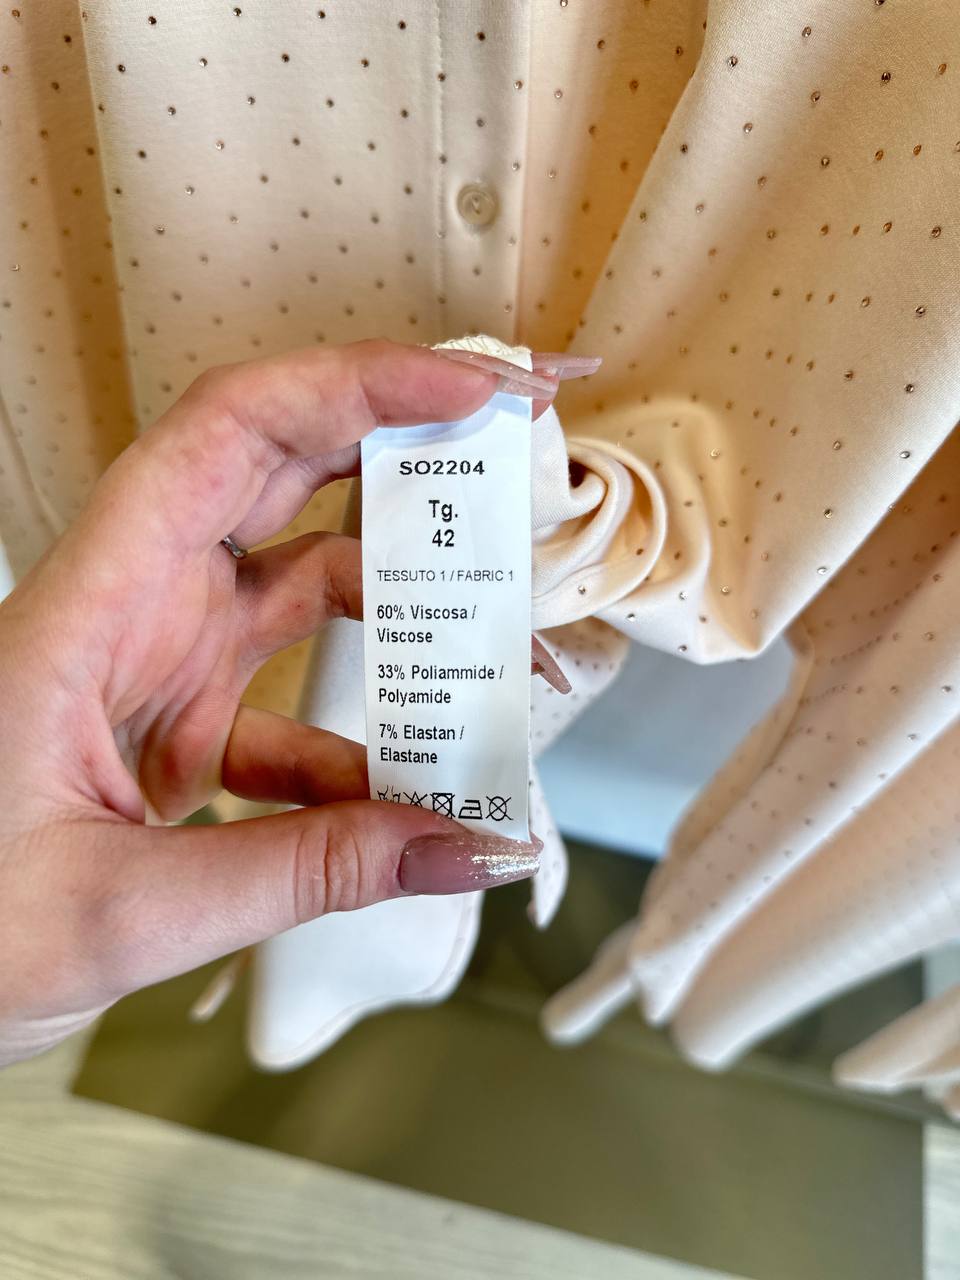 SO2204
Tg.
42
TESSUTO 1 / FABRIC 1
60% Viscosa /
Viscose
33% Poliammide /
Polyamide
7% Elastan /
Elastane